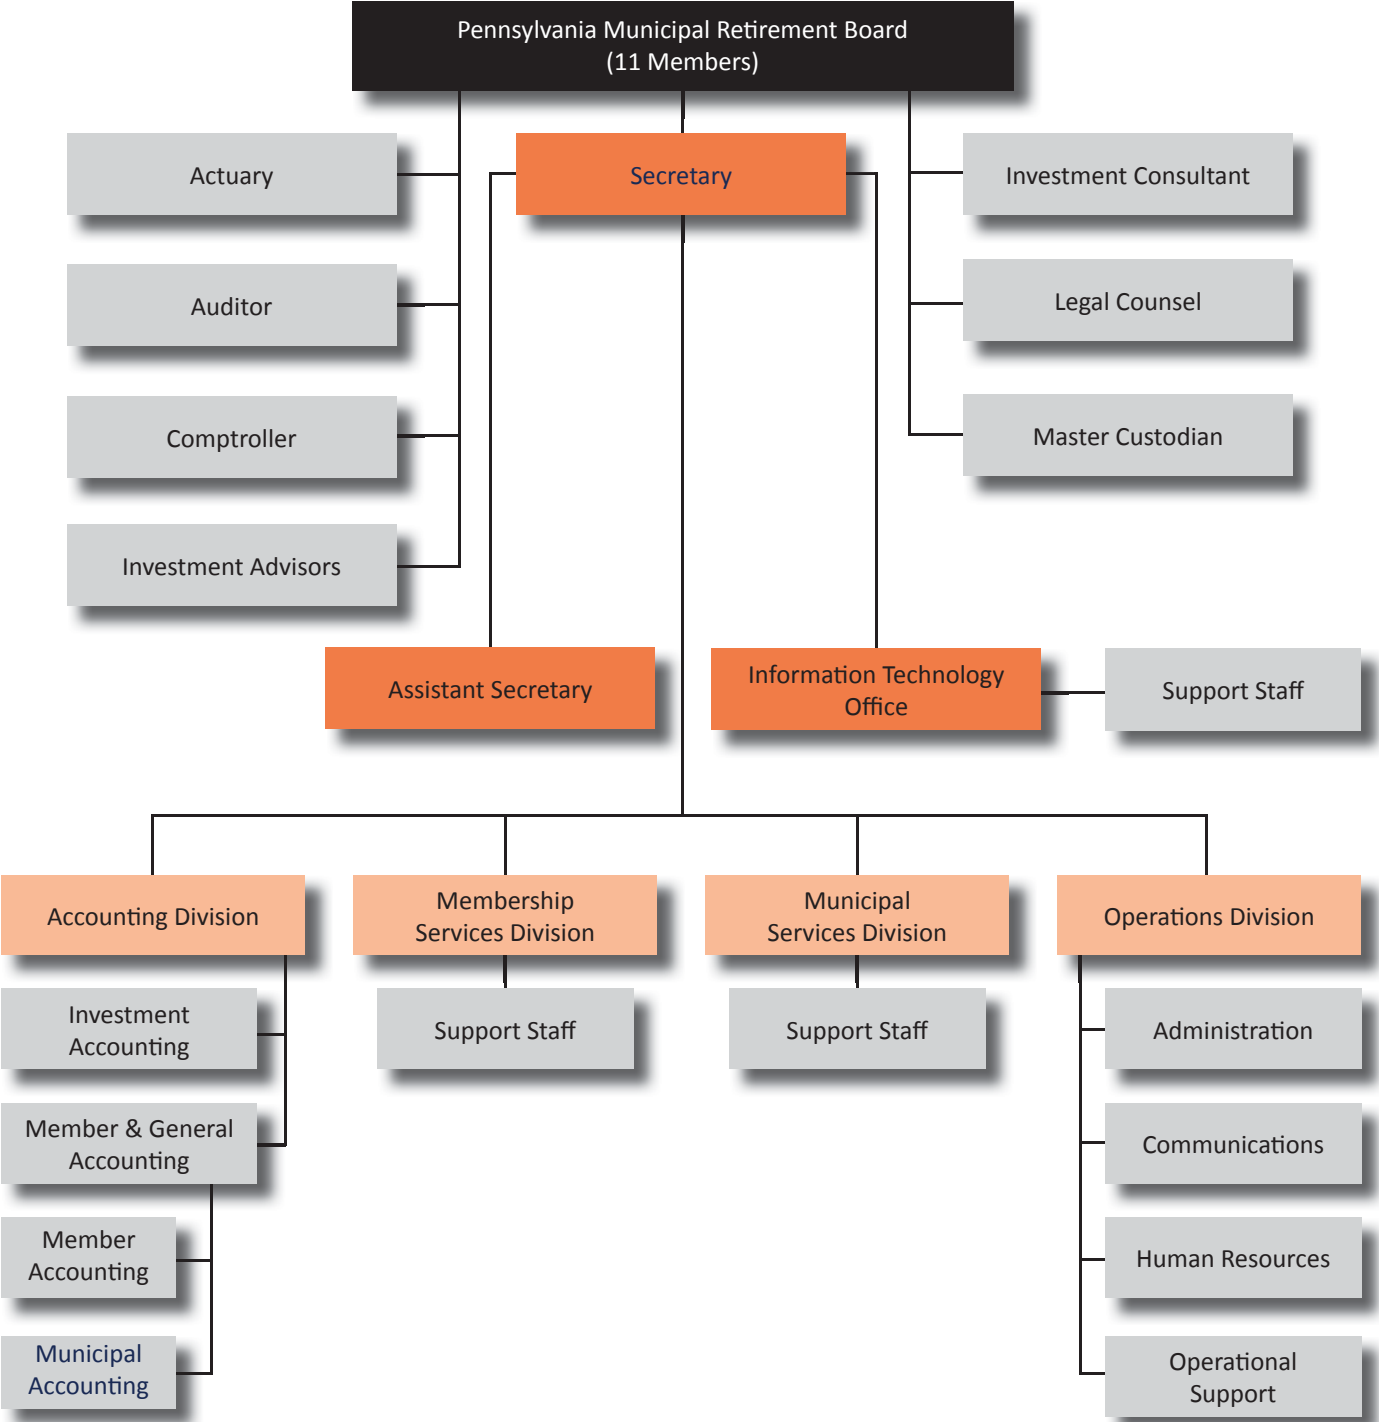 Pennsylvania Municipal Retirement Board
(11 Members)
Actuary
Secretary
Investment Consultant
Auditor
Legal Counsel
Comptroller
Master Custodian
Investment Advisors
Assistant Secretary
Information Technology
Office
Support Staff
Accounting Division
Membership
Services Division
Municipal
Services Division
Operations Division
Investment
Accounting
Support Staff
Support Staff
Administration
Member & General
Accounting
Communications
Member
Accounting
Human Resources
Municipal
Accounting
Operational
Support